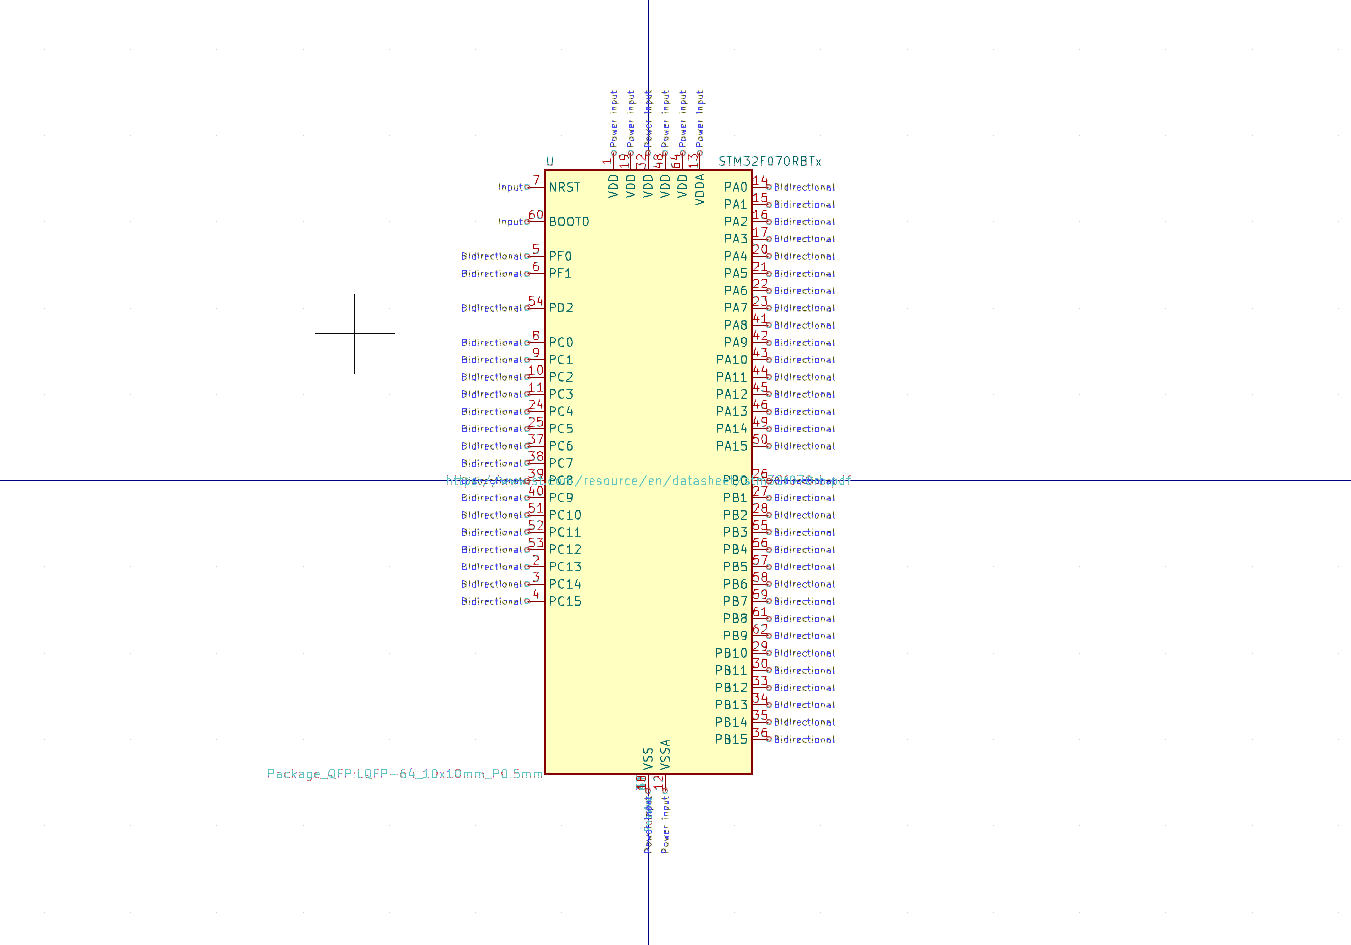 Power input Power input Power input Power input Power input Power input
1 19 32 48 64 13
U STM32F070RBTx
VDD VDD VDD VDD VDD VDDA
Input 7 NRST PA0 14 Bidirectional
PA1 15 Bidirectional
Input 60 BOOT0 PA2 16 Bidirectional
PA3 17 Bidirectional
Bidirectional 5 PF0 PA4 20 Bidirectional
Bidirectional 6 PF1 PA5 21 Bidirectional
PA6 22 Bidirectional
Bidirectional 54 PD2 PA7 23 Bidirectional
PA8 41 Bidirectional
Bidirectional 8 PC0 PA9 42 Bidirectional
Bidirectional 9 PC1 PA10 43 Bidirectional
Bidirectional 10 PC2 PA11 44 Bidirectional
Bidirectional 11 PC3 PA12 45 Bidirectional
Bidirectional 24 PC4 PA13 46 Bidirectional
Bidirectional 25 PC5 PA14 49 Bidirectional
Bidirectional 37 PC6 PA15 50 Bidirectional
Bidirectional 38 PC7
39 PC8 PB0 26
Bidirectional 40 PC9 PB1 27 Bidirectional
Bidirectional 51 PC10 PB2 28 Bidirectional
Bidirectional 52 PC11 PB3 55 Bidirectional
Bidirectional 53 PC12 PB4 56 Bidirectional
Bidirectional 2 PC13 PB5 57 Bidirectional
Bidirectional 3 PC14 PB6 58 Bidirectional
Bidirectional 4 PC15 PB7 59 Bidirectional
PB8 61 Bidirectional
PB9 62 Bidirectional
PB10 29 Bidirectional
PB11 30 Bidirectional
PB12 33 Bidirectional
PB13 34 Bidirectional
PB14 35 Bidirectional
PB15 36 Bidirectional
VSS VSSA
Package_QFP:LQFP-64_10x10mm_P0.5mm
12
Power input Power input